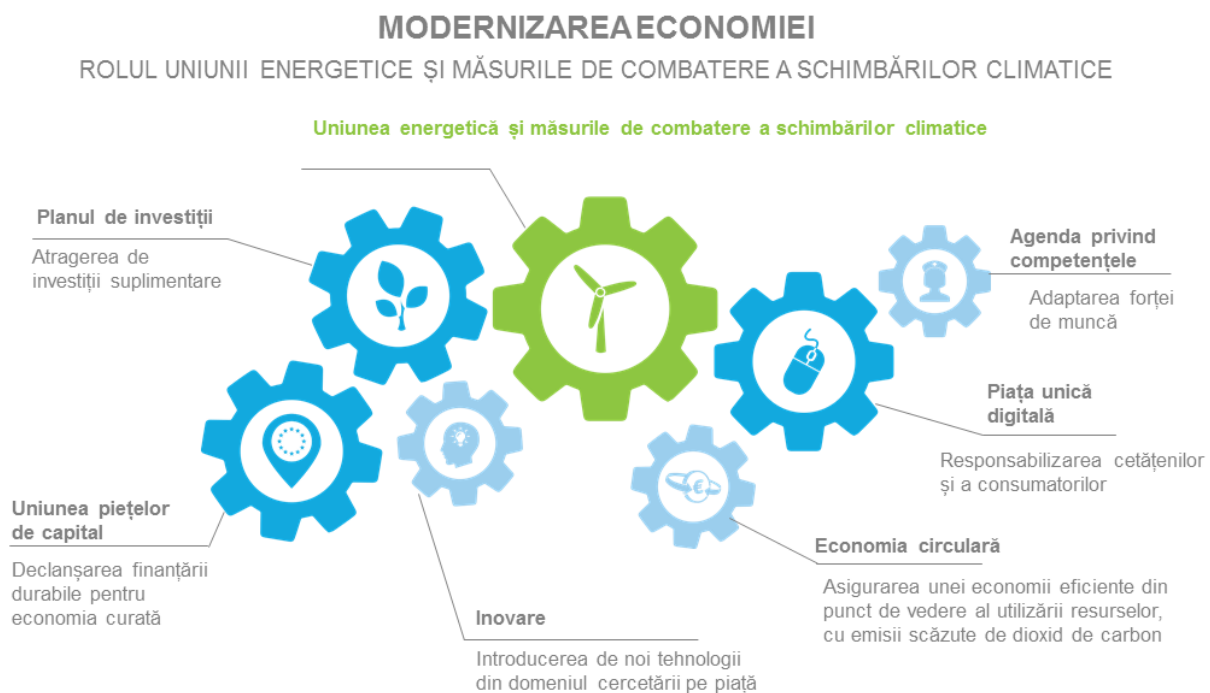 MODERNIZAREA ECONOMIEI
ROLUL UNIUNII ENERGETICE ȘI MĂSURILE DE COMBATERE A SCHIMBĂRILOR CLIMATICE
Uniunea energetică și măsurile de combatere a schimbărilor climatice
Planul de investiții
Atragerea de
investiții suplimentare
Agenda privind
competențele
Adaptarea forței
de muncă
Piața unică
digitală
Responsabilizarea cetățenilor
și a consumatorilor
Uniunea piețelor
de capital
Declanșarea finanțării
durabile pentru
economia curată
Economia circulară
Asigurarea unei economii eficiente din
punct de vedere al utilizării resurselor,
cu emisii scăzute de dioxid de carbon
Inovare
Introducerea de noi tehnologii
din domeniul cercetării pe piață
€